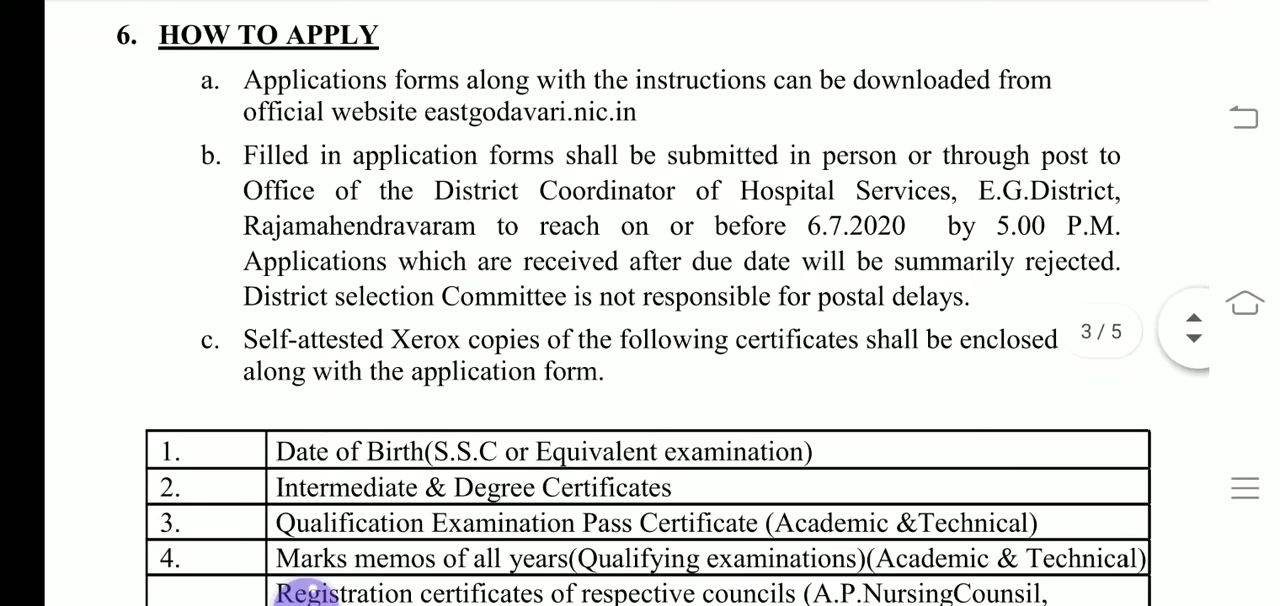 6. HOW TO APPLY
a. Applications forms along with the instructions can be downloaded from
official website eastgodavari.nic.in
b. Filled in application forms shall be submitted in person or through post to
Office of the District Coordinator of Hospital Services, E.G.District,
Rajamahendravaram to reach on or before 6.7.2020 by 5.00 P.M.
Applications which are received after due date will be summarily rejected.
District selection Committee is not responsible for postal delays.
c. Self-attested Xerox copies of the following certificates shall be enclosed
along with the application form.
3 / 5
1. Date of Birth(S.S.C or Equivalent examination)
2. Intermediate & Degree Certificates
3. Qualification Examination Pass Certificate (Academic &Technical)
4. Marks memos of all years(Qualifying examinations)(Academic & Technical)
Registration certificates of respective councils (A.P.NursingCounsil,